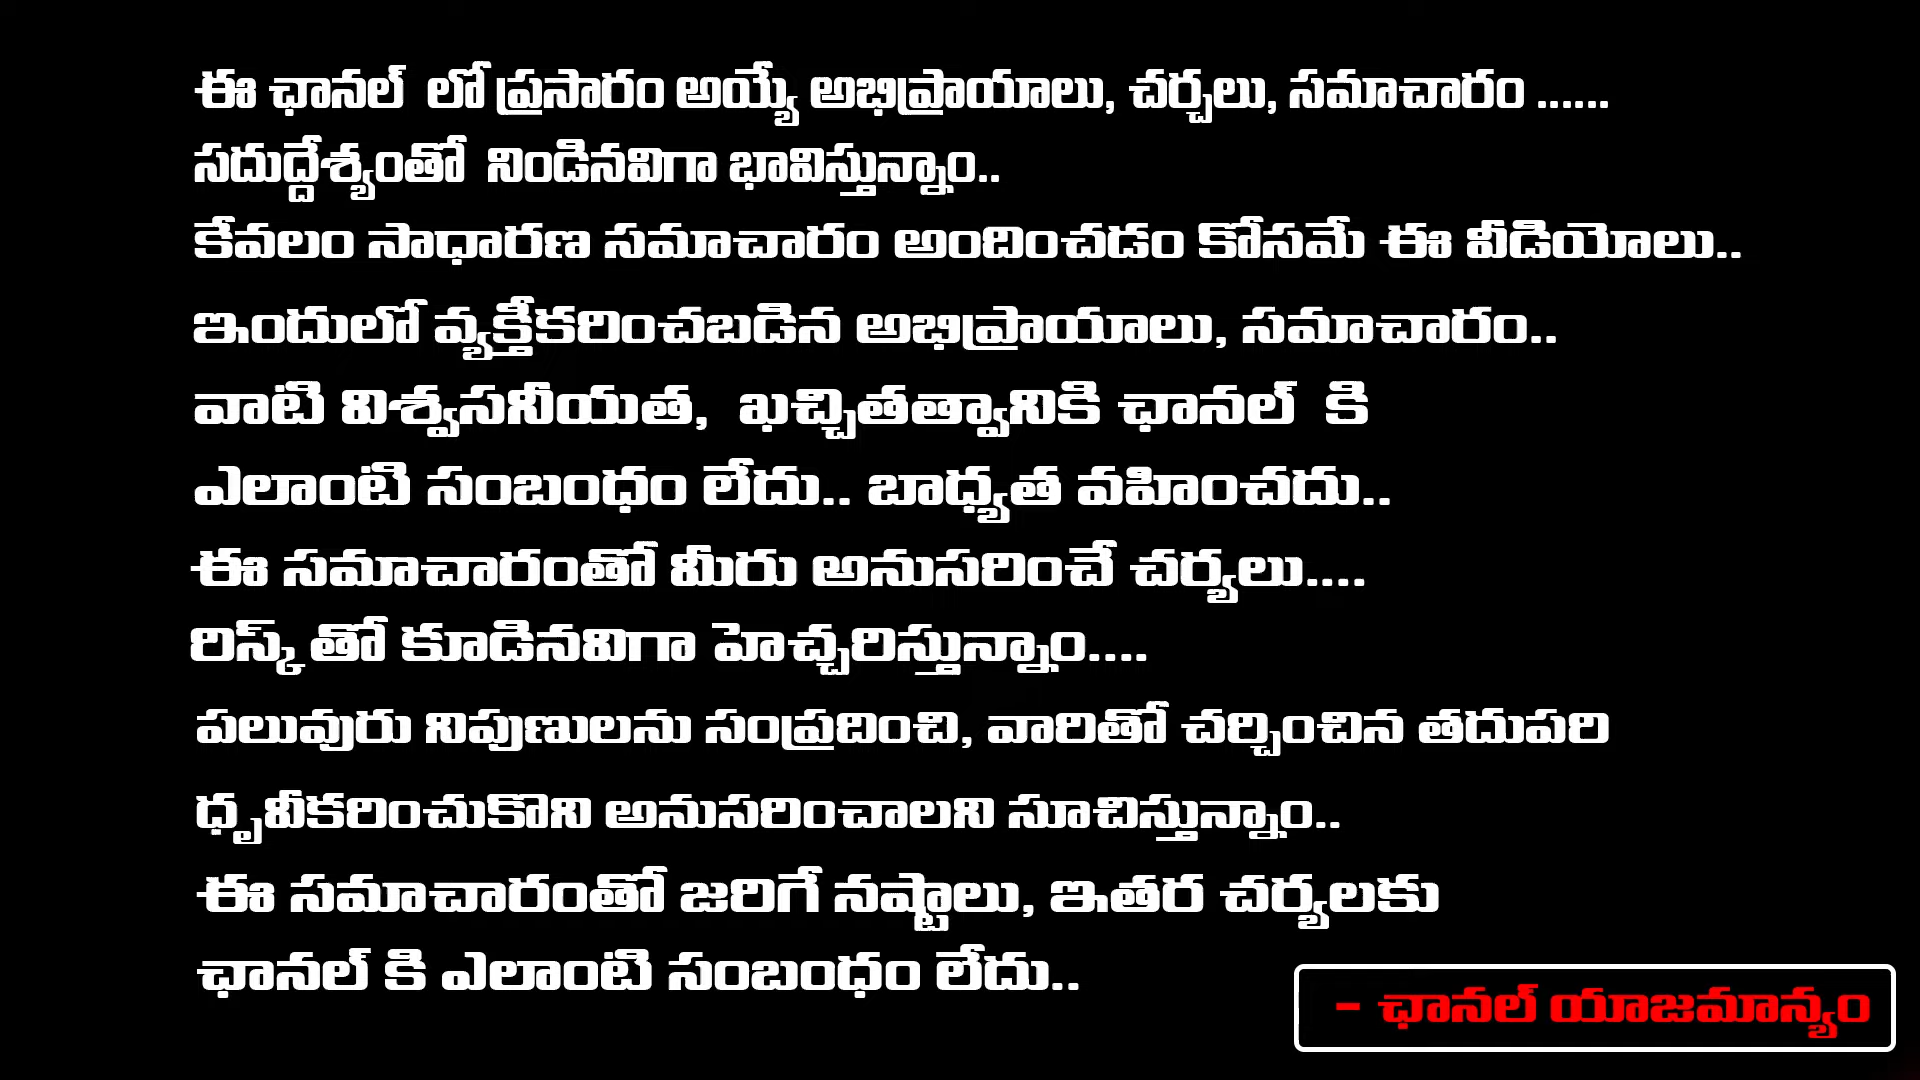 ఈ ఛానల్ లో ప్రసారం అయ్యే అభిప్రాయాలు, చర్చలు, సమాచారం ......
సదుద్దేశ్యంతో నిండినవిగా భావిస్తున్నాం..
కేవలం సాధారణ సమాచారం అందించడం కోసమే ఈ వీడియోలు..
ఇందులో వ్యక్తీకరించబడిన అభిప్రాయాలు, సమాచారం..
వాటి విశ్వసనీయత, ఖచ్చితత్వానికి ఛానల్ కి
ఎలాంటి సంబంధం లేదు.. బాధ్యత వహించదు..
ఈ సమాచారంతో మీరు అనుసరించే చర్యలు....
రిస్క్ తో కూడినవిగా హెచ్చరిస్తున్నాం....
పలువురు నిపుణులను సంప్రదించి, వారితో చర్చించిన తదుపరి
ధృవీకరించుకొని అనుసరించాలని సూచిస్తున్నాం..
ఈ సమాచారంతో జరిగే నష్టాలు, ఇతర చర్యలకు
ఛానల్ కి ఎలాంటి సంబంధం లేదు..
- ఛానల్ యాజమాన్యం